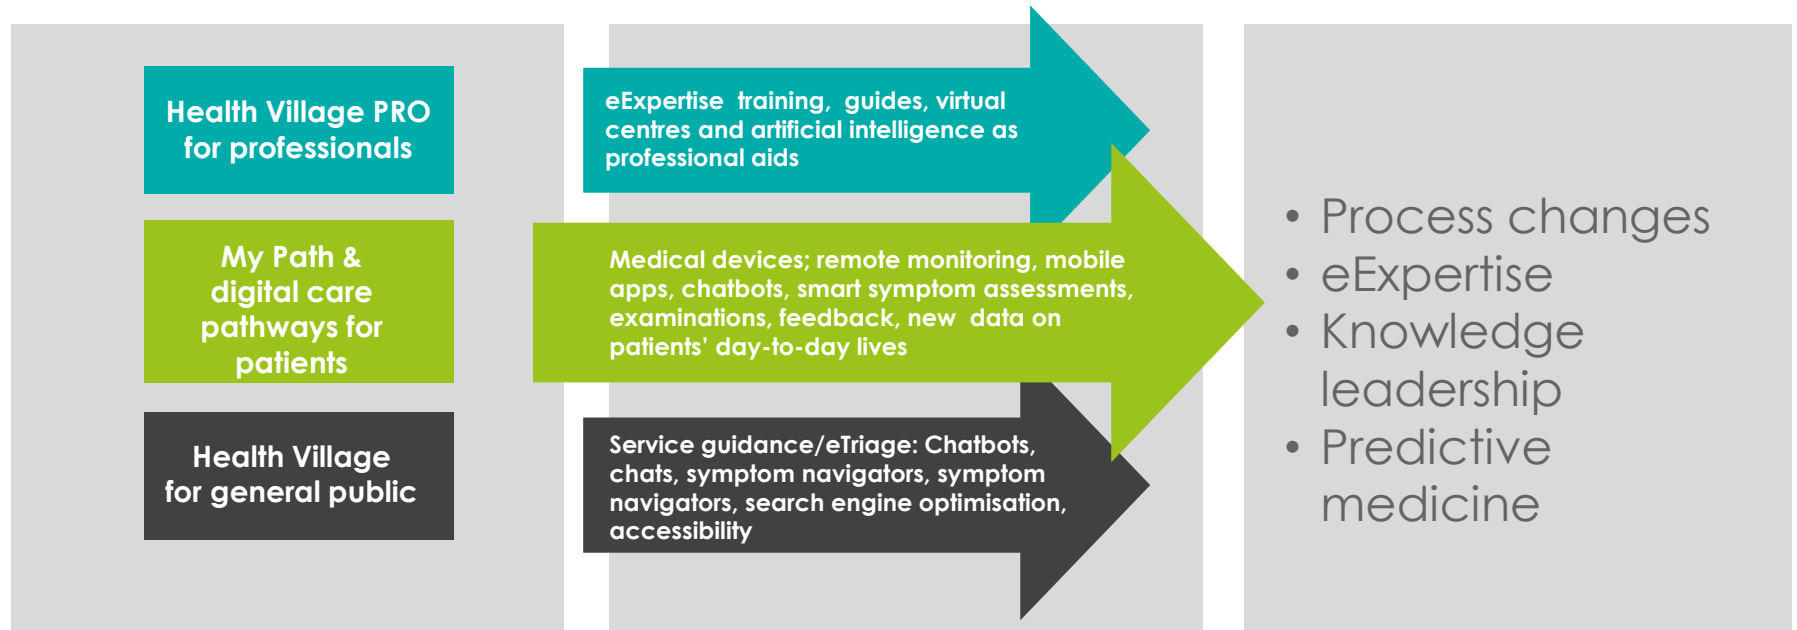 Health Village PRO
for professionals
My Path &
digital care
pathways for
patients
Health Village
for general public
eExpertise  training,  guides, virtual
centres and artificial intelligence as
professional aids
Medical devices; remote monitoring, mobile
apps, chatbots, smart symptom assessments,
examinations, feedback, new  data on
patients’ day-to-day lives
Service guidance/eTriage: Chatbots,
chats, symptom navigators, symptom
navigators, search engine optimisation,
accessibility
• Process changes
• eExpertise
• Knowledge
leadership
• Predictive
medicine